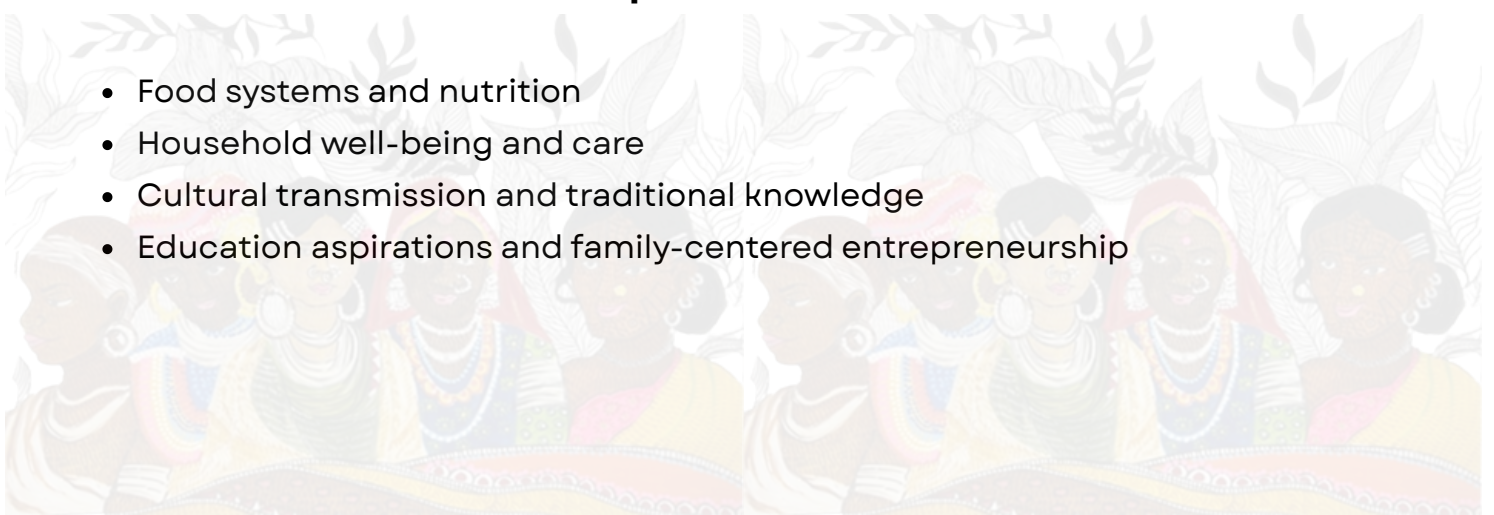 • Food systems and nutrition
• Household well-being and care
• Cultural transmission and traditional knowledge
• Education aspirations and family-centered entrepreneurship